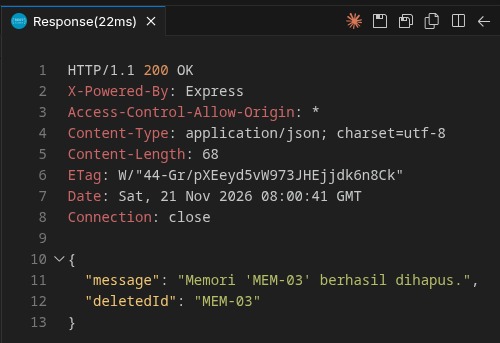 Response(22ms)
1 HTTP/1.1 200 OK
2 X-Powered-By: Express
3 Access-Control-Allow-Origin: *
4 Content-Type: application/json; charset=utf-8
5 Content-Length: 68
6 ETag: W/"44-Gr/pXEeyd5vW973JHEjjdk6n8Ck"
7 Date: Sat, 21 Nov 2026 08:00:41 GMT
8 Connection: close
9
10 {
11 "message": "Memori 'MEM-03' berhasil dihapus.",
12 "deletedId": "MEM-03"
13 }